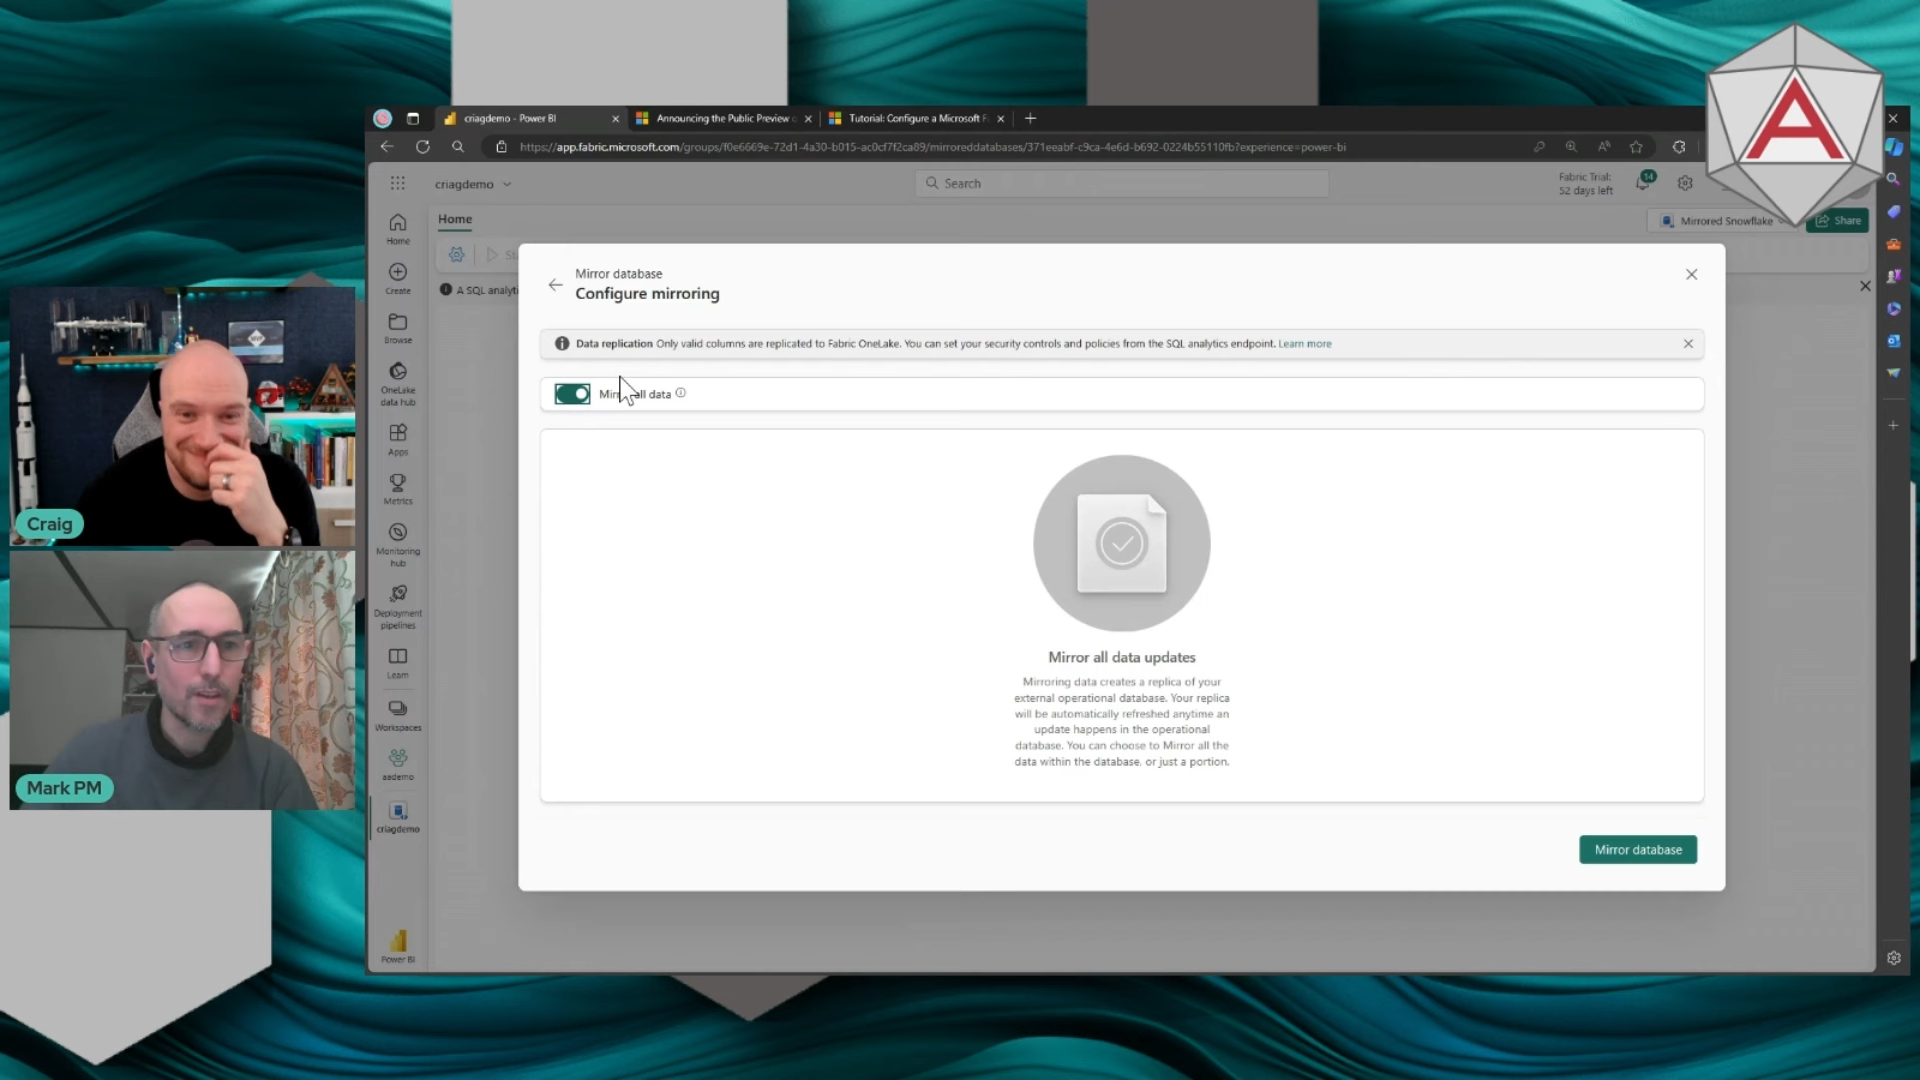 criagdemo - Power BI
Announcing the Public Preview o
Tutorial: Configure a Microsoft F
https://app.fabric.microsoft.com/groups/f0e6669e-72d1-4a30-b015-ac0cf7f2ca89/mirroreddatabases/371eeabf-c9ca-4e6d-b692-0224b55110fb?experience=power-bi
criagdemo
Search
Fabric Trial:
52 days left
14
Home
Mirrored Snowflake
Share
A SQL analyti
Home
Create
Browse
OneLake
data hub
Apps
Metrics
Monitoring
hub
Deployment
pipelines
Learn
Workspaces
aademo
criagdemo
Power BI
Mirror database
Configure mirroring
Data replication Only valid columns are replicated to Fabric OneLake. You can set your security controls and policies from the SQL analytics endpoint. Learn more
Mirror all data
Mirror all data updates
Mirroring data creates a replica of your
external operational database. Your replica
will be automatically refreshed anytime an
update happens in the operational
database. You can choose to Mirror all the
data within the database, or just a portion.
Mirror database
Craig
Mark PM
A